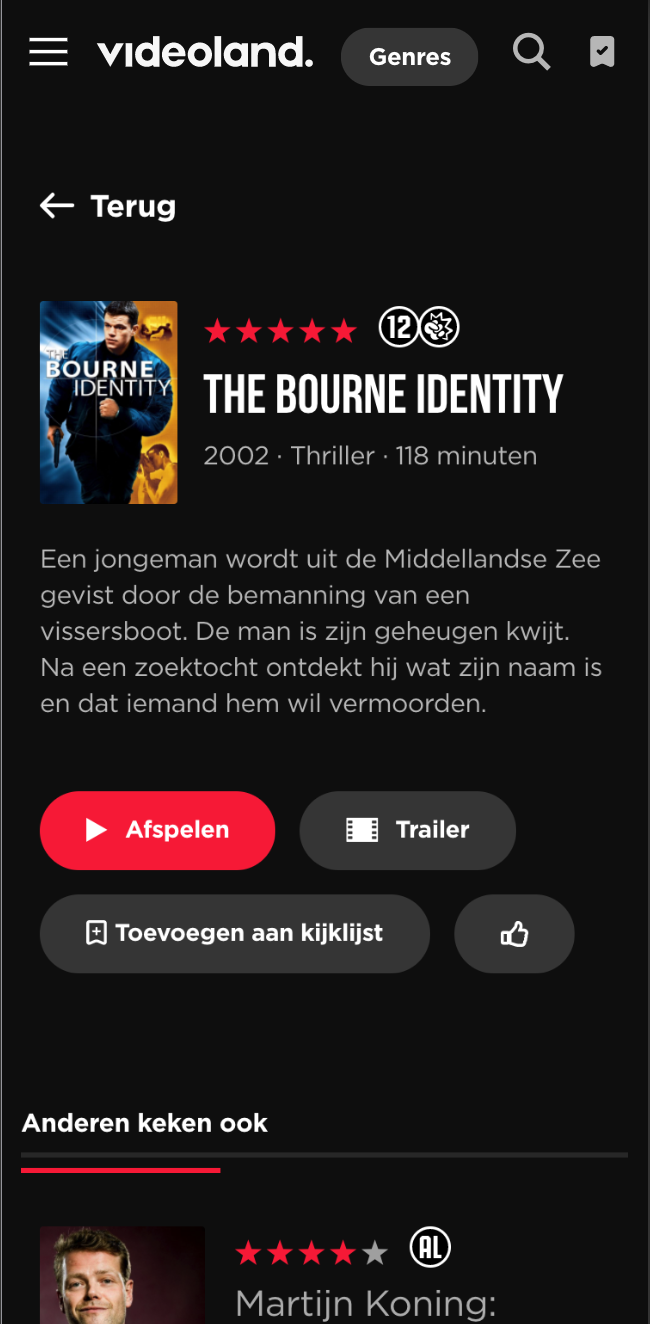 videoland.
Genres
Terug
12
THE BOURNE IDENTITY
THE
BOURNE
IDENTITY
2002 · Thriller · 118 minuten
Een jongeman wordt uit de Middellandse Zee
gevist door de bemanning van een
vissersboot. De man is zijn geheugen kwijt.
Na een zoektocht ontdekt hij wat zijn naam is
en dat iemand hem wil vermoorden.
Afspelen
Trailer
Toevoegen aan kijklijst
Anderen keken ook
AL
Martijn Koning: